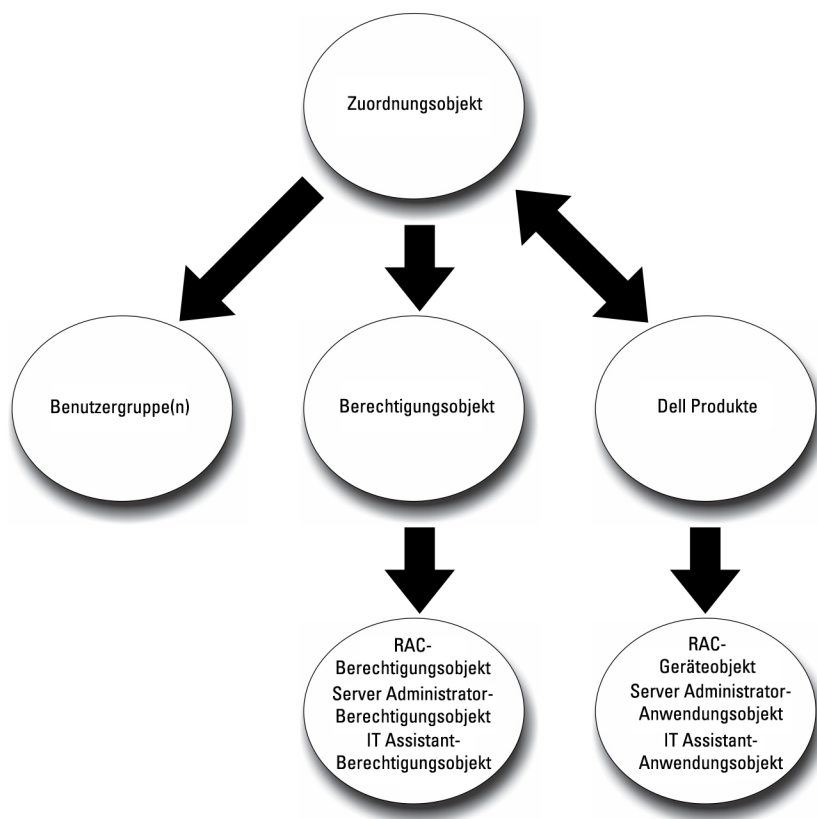 Zuordnungsobjekt
Benutzergruppe(n)
Berechtigungsobjekt
Dell Produkte
RAC-
Berechtigungsobjekt
Server Administrator-
Berechtigungsobjekt
IT Assistant-
Berechtigungsobjekt
RAC-
Geräteobjekt
Server Administrator-
Anwendungsobjekt
IT Assistant-
Anwendungsobjekt